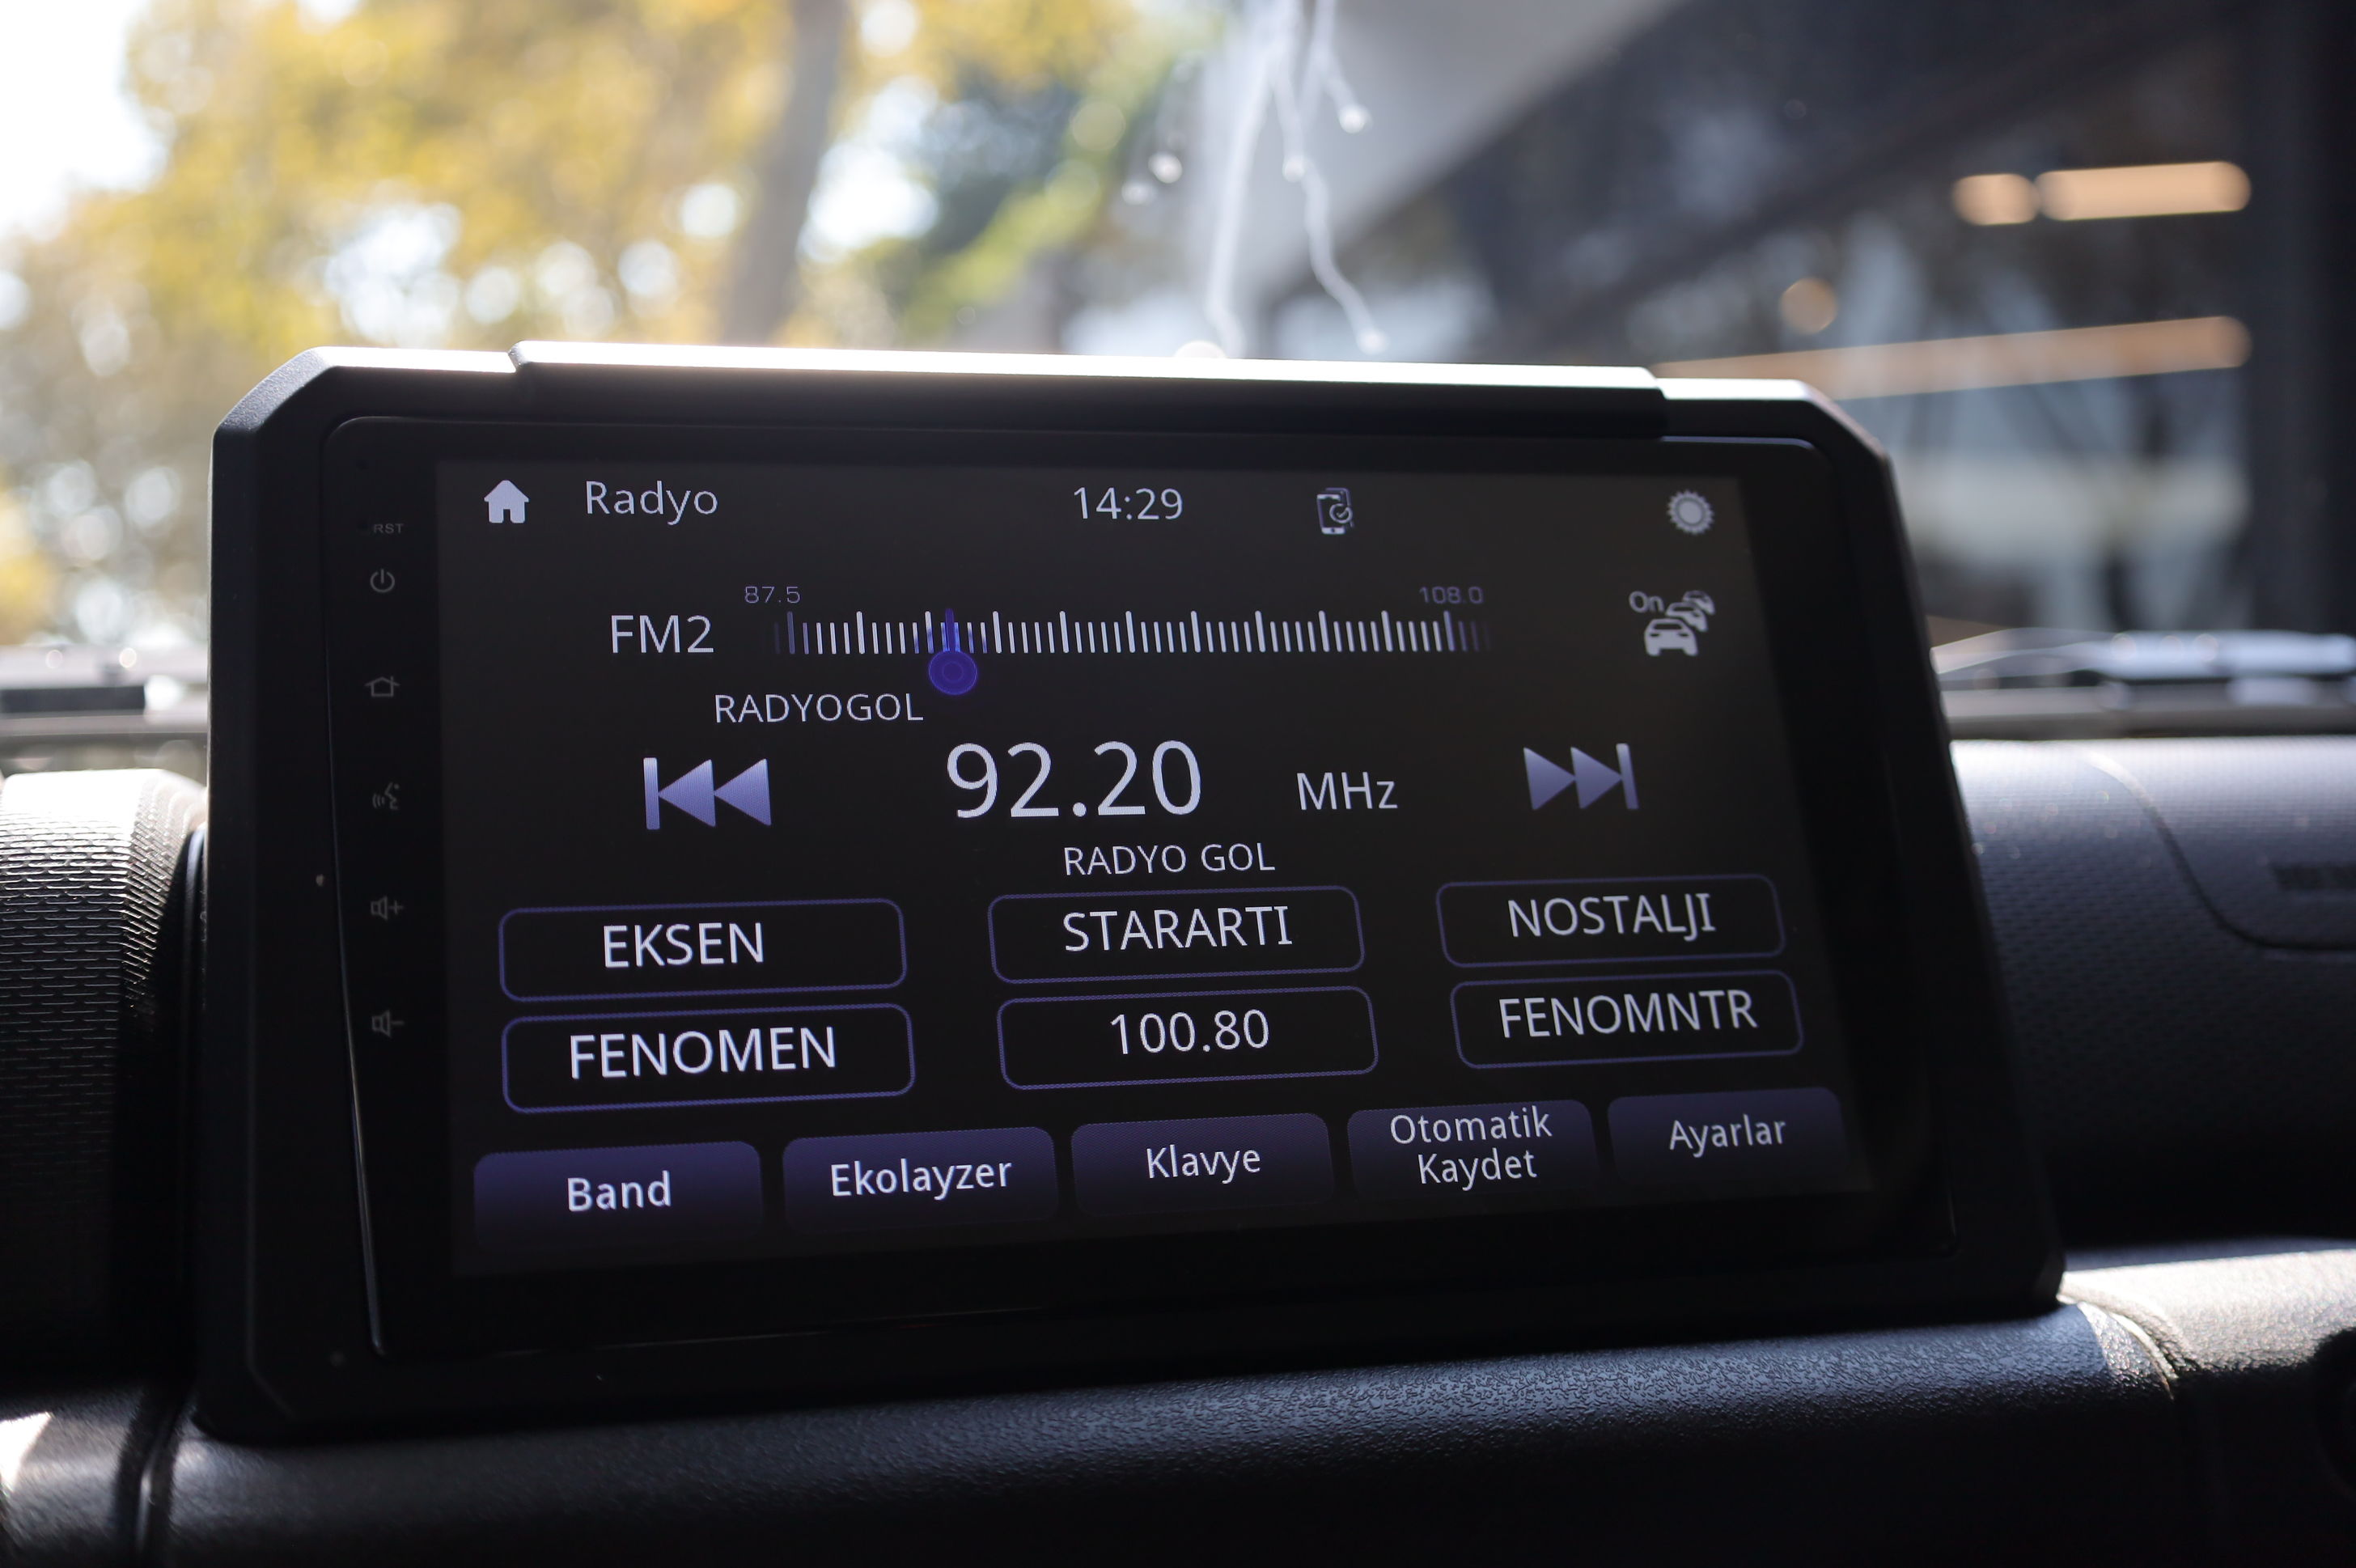 Radyo
14:29
RST
87.5
108.0
On
FM2
RADYOGOL
92.20 MHz
RADYO GOL
EKSEN
STARARTI
NOSTALJI
FENOMEN
100.80
FENOMNTR
Band
Ekolayzer
Klavye
Otomatik
Kaydet
Ayarlar